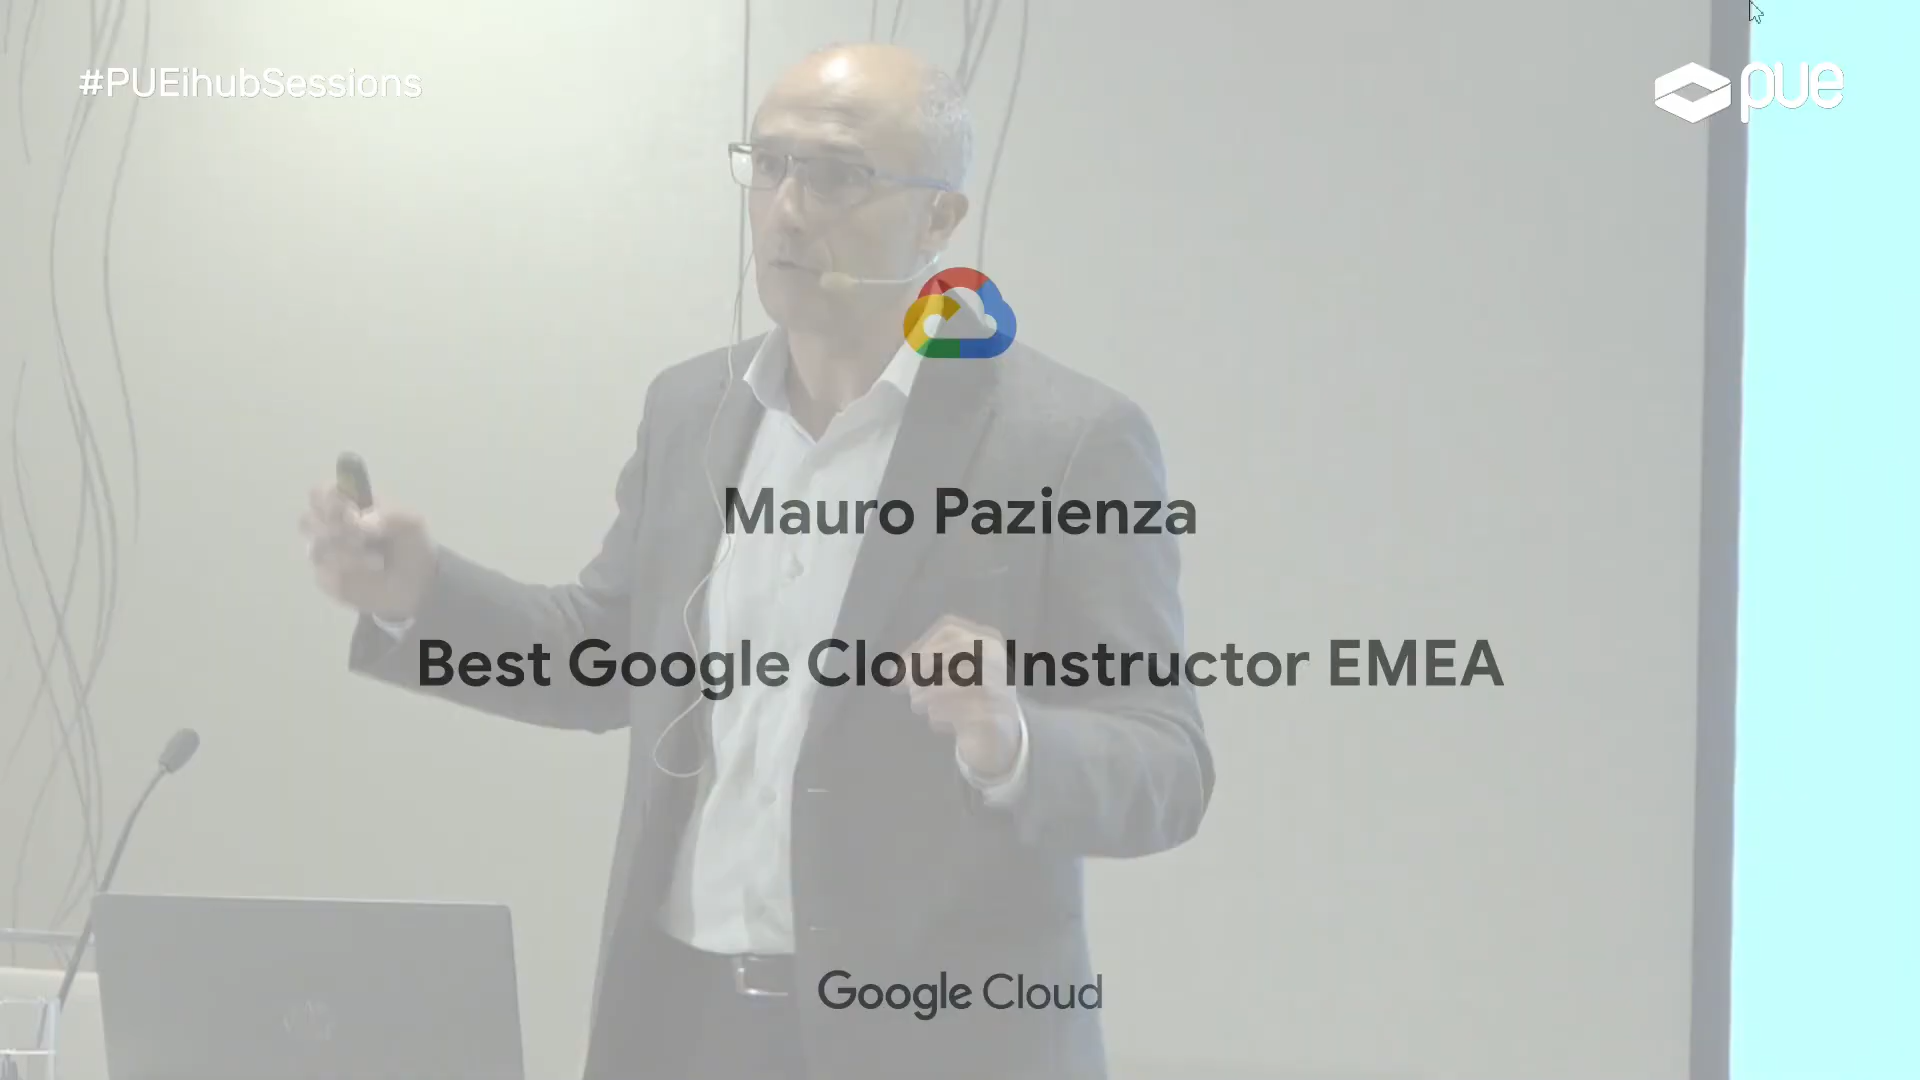 #PUEihubSessions
pue
Mauro Pazienza
Best Google Cloud Instructor EMEA
Google Cloud